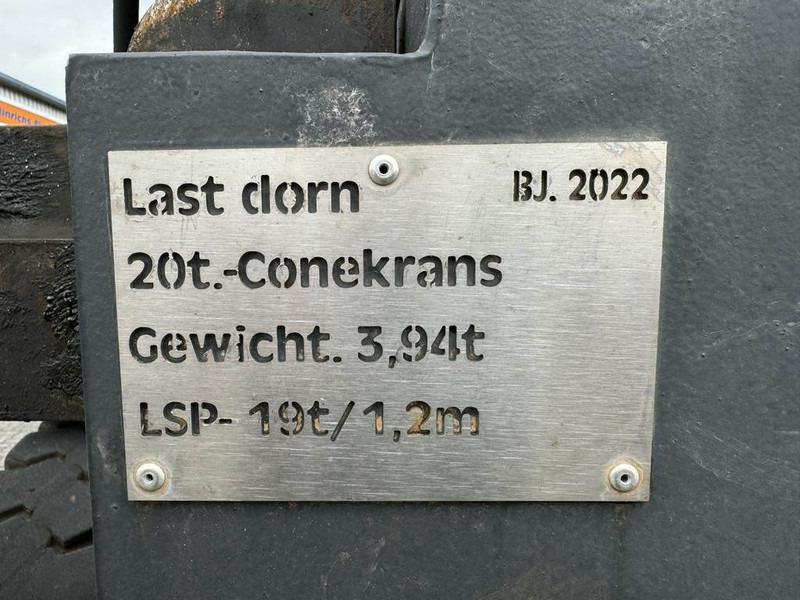 Last dorn
BJ. 2022
20t.-Conekrans
Gewicht. 3,94t
LSP- 19t/1,2m